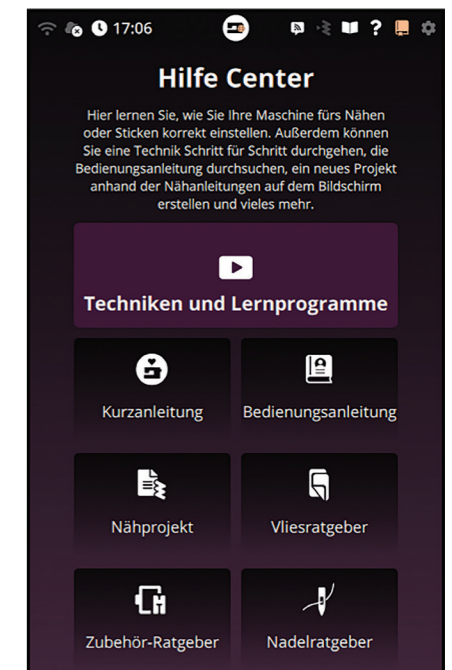 17:06
Hilfe Center
Hier lernen Sie, wie Sie Ihre Maschine fürs Nähen
oder Sticken korrekt einstellen. Außerdem können
Sie eine Technik Schritt für Schritt durchgehen, die
Bedienungsanleitung durchsuchen, ein neues Projekt
anhand der Nähanleitungen auf dem Bildschirm
erstellen und vieles mehr.
Techniken und Lernprogramme
Kurzanleitung
Bedienungsanleitung
Nähprojekt
Vliesratgeber
Zubehör-Ratgeber
Nadelratgeber